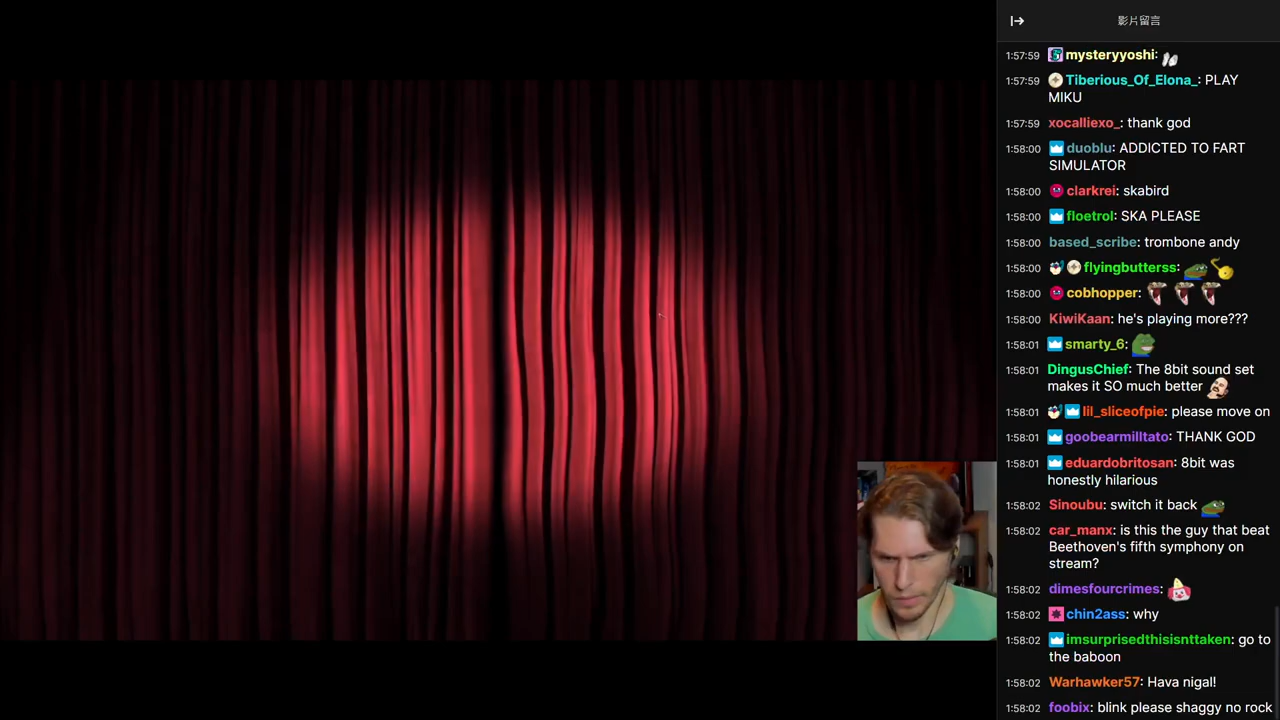 影片留言
1:57:59 mysteryyoshi:
1:57:59 Tiberious_Of_Elona_: PLAY
MIKU
1:57:59 xocalliexo_: thank god
1:58:00 duoblu: ADDICTED TO FART
SIMULATOR
1:58:00 clarkrei: skabird
1:58:00 floetrol: SKA PLEASE
1:58:00 based_scribe: trombone andy
1:58:00 flyingbutterss:
1:58:00 cobhopper:
1:58:00 KiwiKaan: he's playing more???
1:58:01 smarty_6:
1:58:01 DingusChief: The 8bit sound set
makes it SO much better
1:58:01 lil_sliceofpie: please move on
1:58:01 goobearmilltato: THANK GOD
1:58:01 eduardobritosan: 8bit was
honestly hilarious
1:58:02 Sinoubu: switch it back
1:58:02 car_manx: is this the guy that beat
Beethoven's fifth symphony on
stream?
1:58:02 dimesfourcrimes:
1:58:02 chin2ass: why
1:58:02 imsurprisedthisisnttaken: go to
the baboon
1:58:02 Warhawker57: Hava nigal!
1:58:02 foobix: blink please shaggy no rock